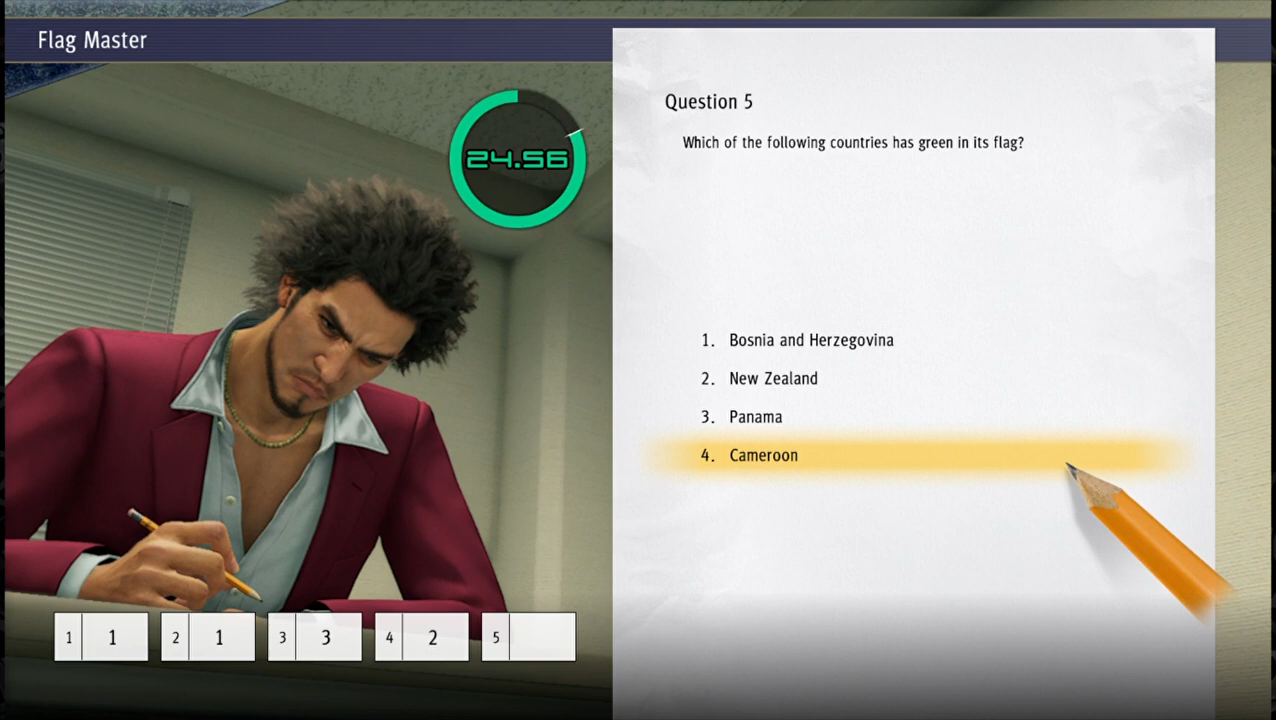 Flag Master
24.56
Question 5
Which of the following countries has green in its flag?
1. Bosnia and Herzegovina
2. New Zealand
3. Panama
4. Cameroon
1 1 2 1 3 3 4 2 5